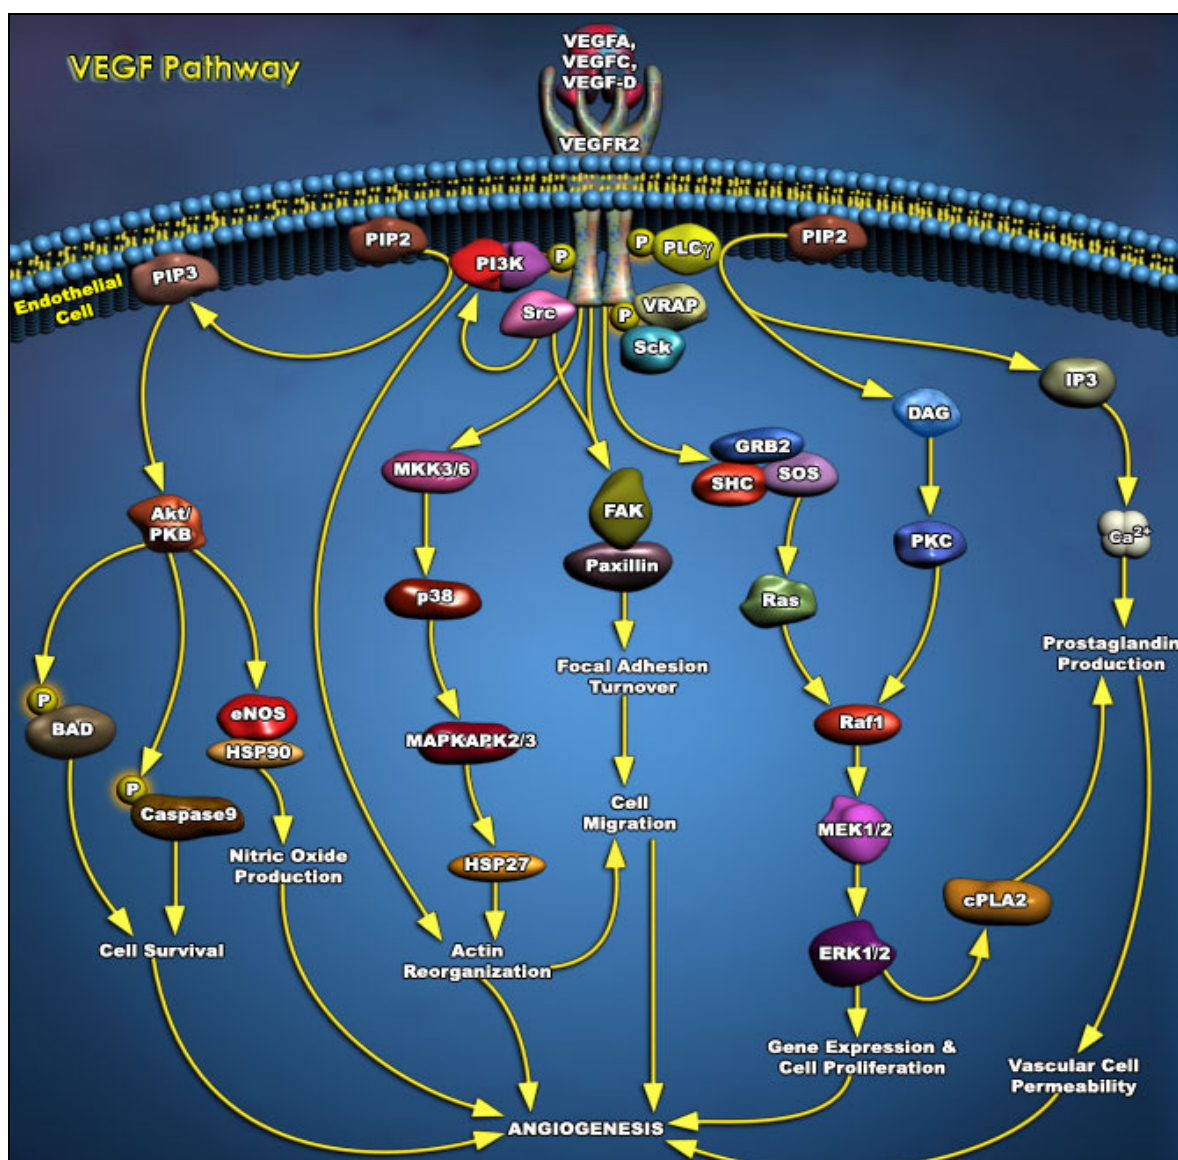 VEGF Pathway
VEGFA,
VEGFC,
VEGF-D
VEGFR2
PIP2
PI3K
P
P
PLCγ
PIP2
PIP3
Endothelial
Cell
Src
P
VRAP
Sck
IP3
DAG
GRB2
MKK3/6
SHC
SOS
FAK
Akt/
PKB
PKC
Ca²⁺
Paxillin
p38
Ras
Prostaglandin
Production
Focal Adhesion
Turnover
P
BAD
eNOS
HSP90
MAPKAPK2/3
Raf1
P
Caspase9
Cell
Migration
MEK1/2
Nitric Oxide
Production
HSP27
cPLA2
Cell Survival
Actin
Reorganization
ERK1/2
Gene Expression &
Cell Proliferation
Vascular Cell
Permeability
ANGIOGENESIS